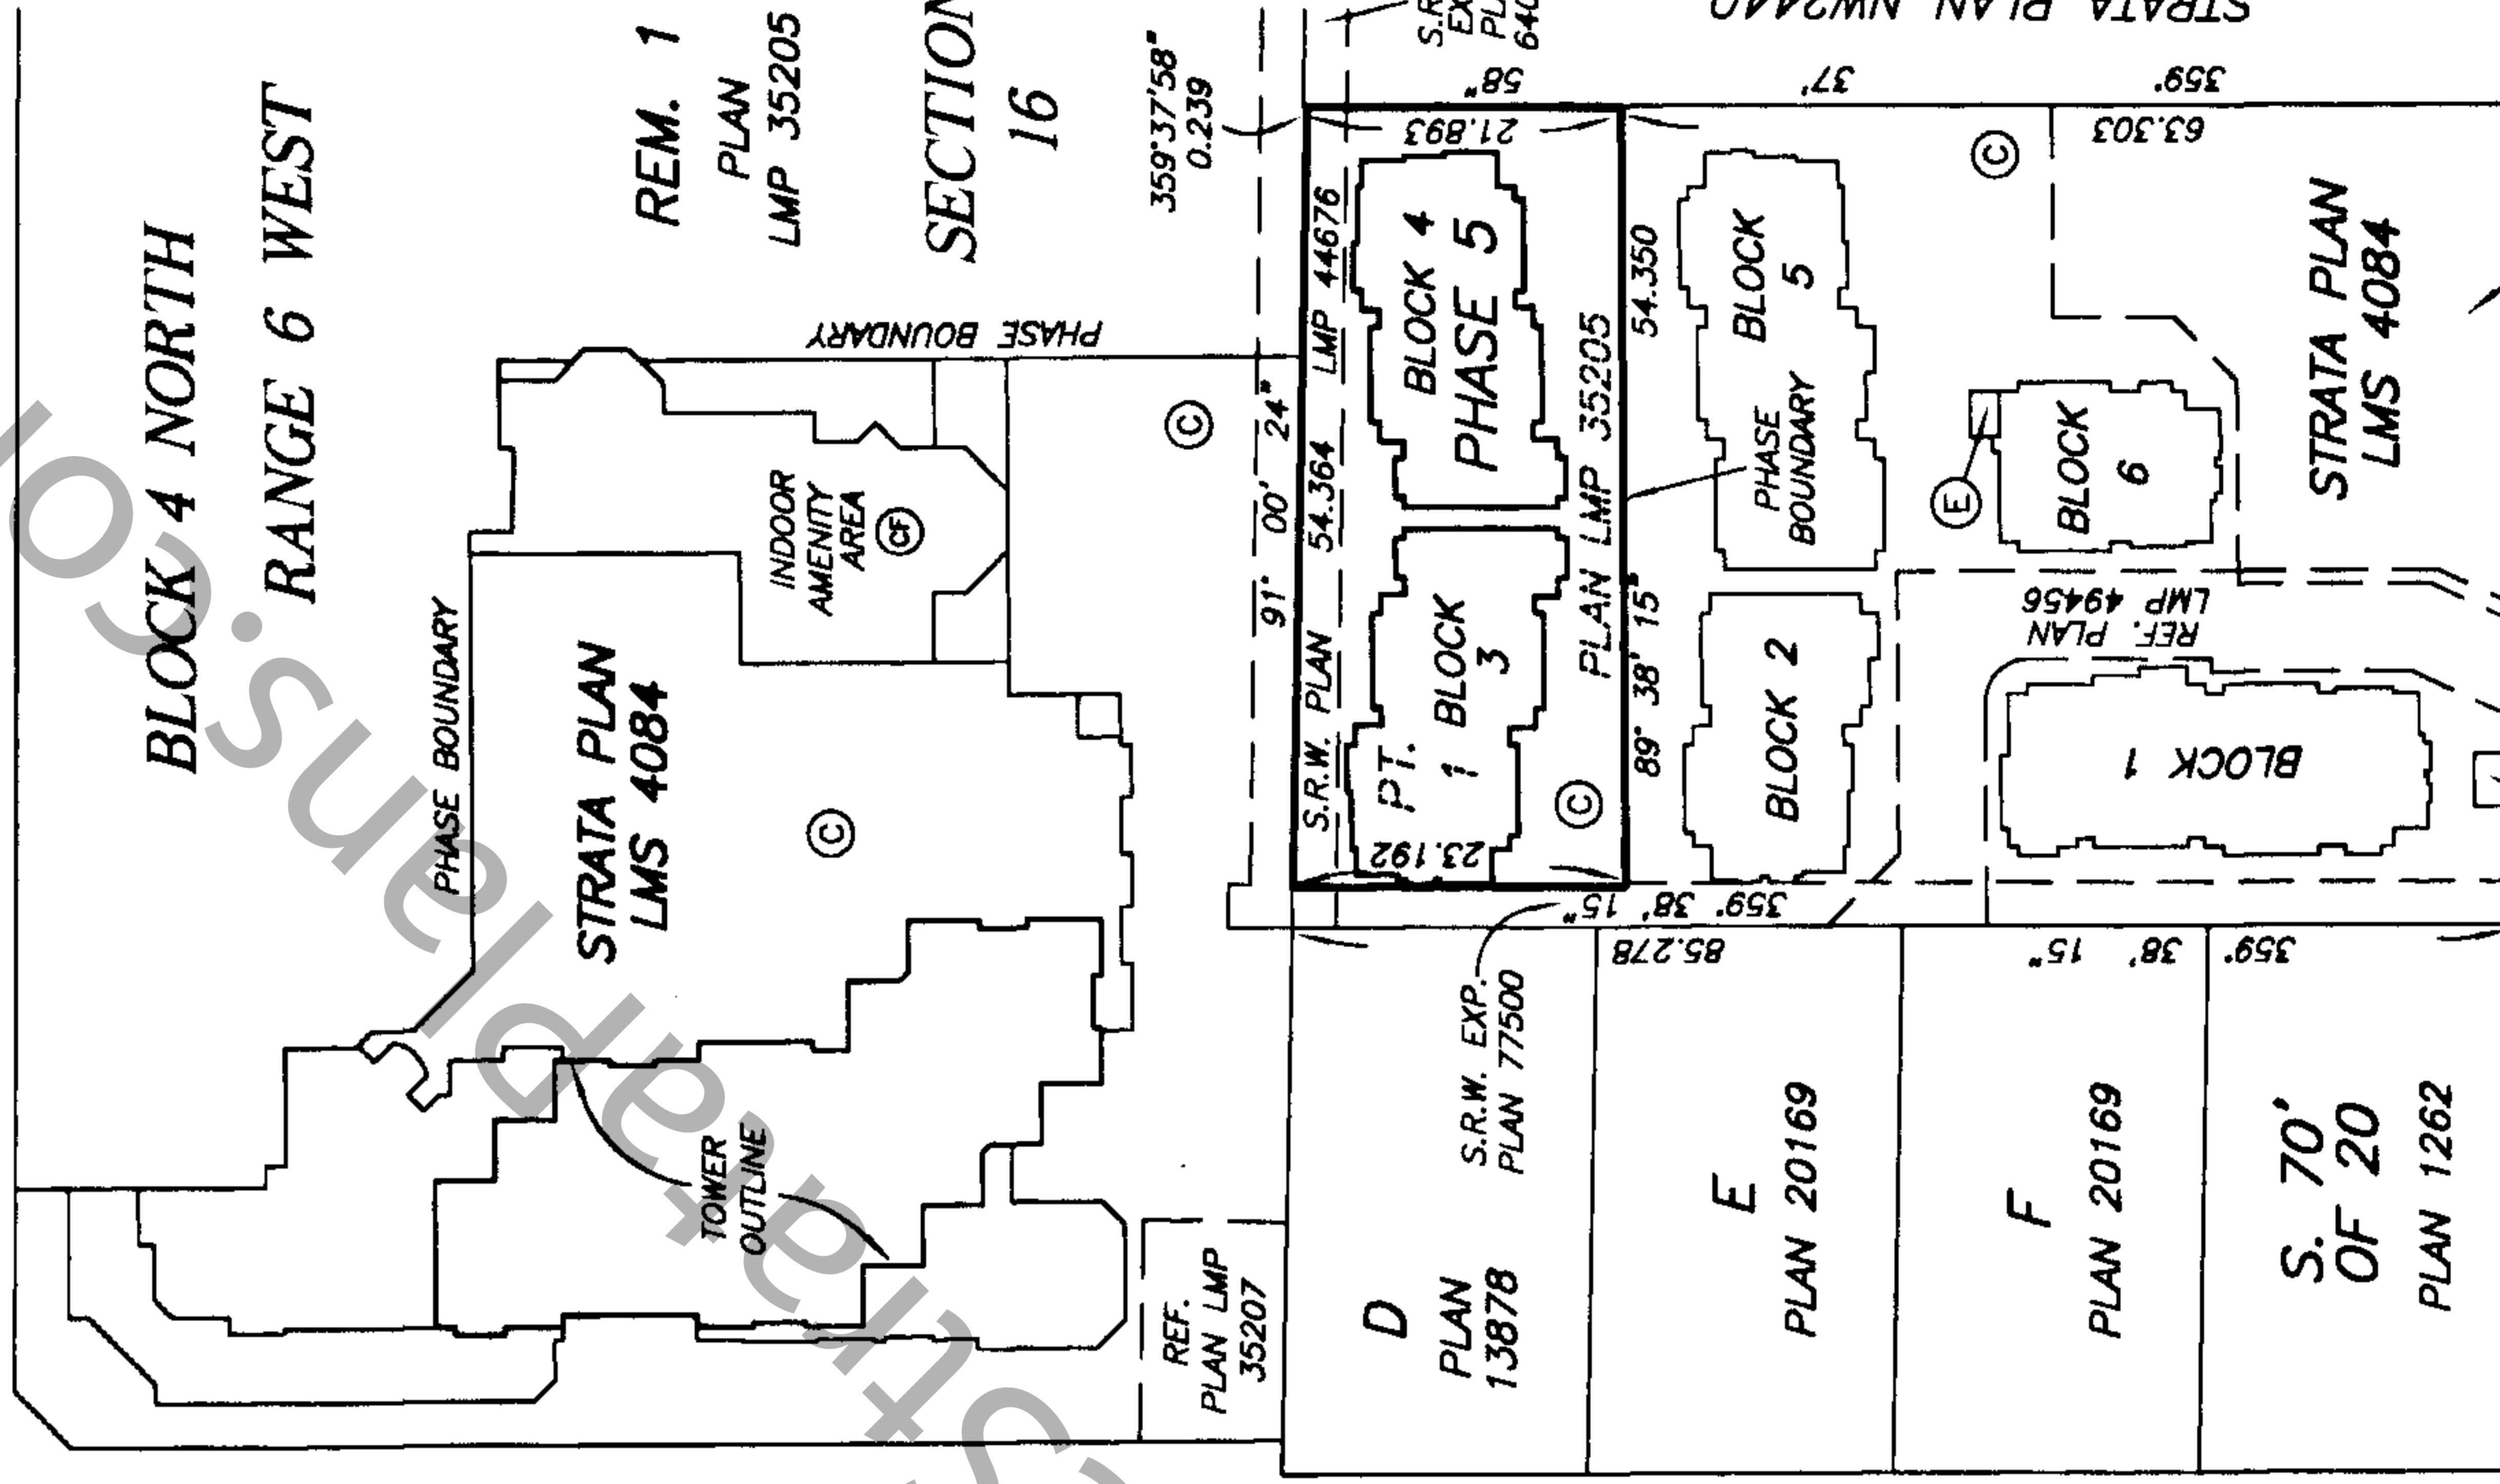 BLOCK 4 NORTH
RANGE 6 WEST
REM. 1
PLAN
LMP 35205
SECTION
16
359°37'58"
0.239
STRATA PLAN NW2440
58"
37'
359°
21.893
63.303
S.R.W. PLAN LMP 44676
54.364
91° 00' 24"
BLOCK 4
PHASE 5
PLAN LMP 35205
54.350
89° 38' 15"
PT. 1
BLOCK
3
23.192
C
BLOCK
5
PHASE
BOUNDARY
BLOCK 2
C
E
BLOCK
6
STRATA PLAN
LMS 4084
REF. PLAN
LMP 49456
BLOCK 1
PHASE BOUNDARY
INDOOR
AMENITY
AREA
CF
C
PHASE BOUNDARY
STRATA PLAN
LMS 4084
C
TOWER
OUTLINE
REF.
PLAN LMP
35207
359° 38' 15"
85.278
359° 38' 15"
S.R.W. EXP.
PLAN 77500
D
PLAN
13878
E
PLAN 20169
F
PLAN 20169
S. 70'
OF 20
PLAN 1262
strataplans.co